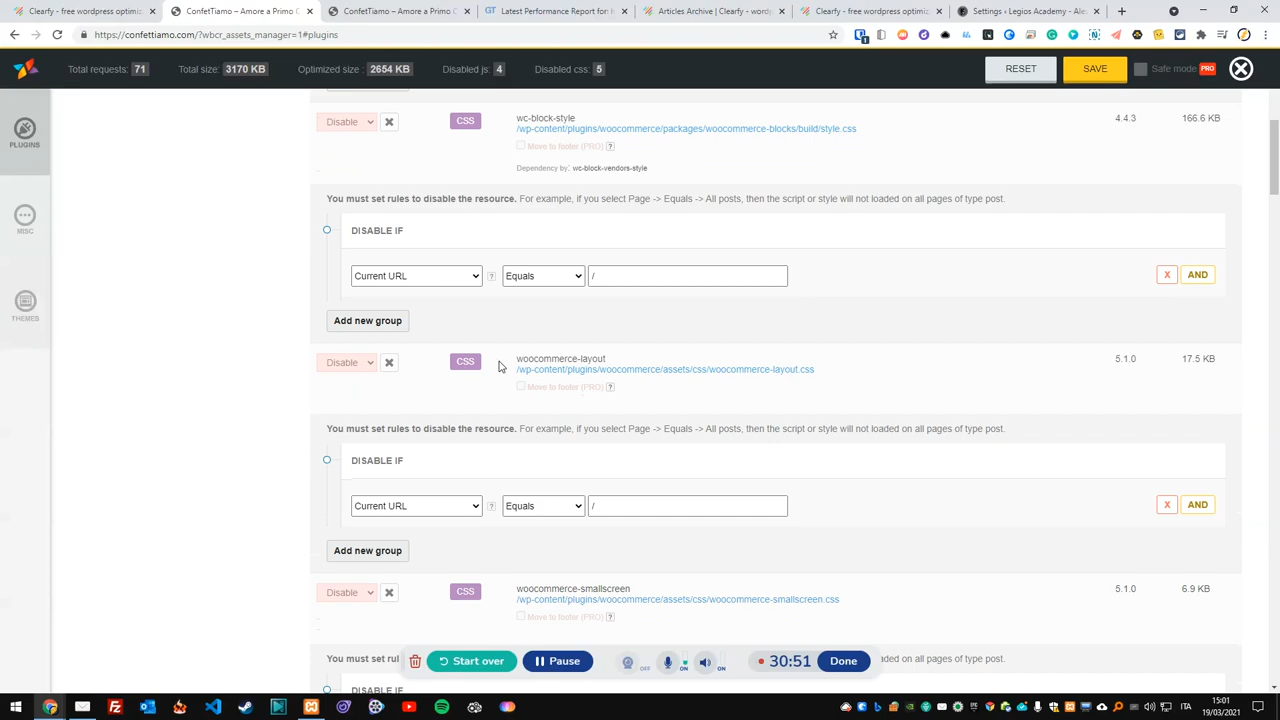 Clearfy - free wordpress optimiz
ConfetTiamo – Amore a Primo C
ConfetTiamo – Amore a Primo C
Latest Performance Report for: h
Articles Archive | Clearfy - wordp
Clearfy - free wordpress optimiz
Settings ‹ Legios Academy - Ale
https://confettiamo.com/?wbcr_assets_manager=1#plugins
Total requests: 71
Total size: 3170 KB
Optimized size : 2654 KB
Disabled js: 4
Disabled css: 5
RESET
SAVE
Safe mode PRO
PLUGINS
MISC
THEMES
Disable
CSS
wc-block-style
/wp-content/plugins/woocommerce/packages/woocommerce-blocks/build/style.css
4.4.3
166.6 KB
Move to footer (PRO) ?
Dependency by: wc-block-vendors-style
You must set rules to disable the resource. For example, if you select Page -> Equals -> All posts, then the script or style will not loaded on all pages of type post.
DISABLE IF
Current URL
?
Equals
/
X
AND
Add new group
Disable
CSS
woocommerce-layout
/wp-content/plugins/woocommerce/assets/css/woocommerce-layout.css
5.1.0
17.5 KB
Move to footer (PRO) ?
You must set rules to disable the resource. For example, if you select Page -> Equals -> All posts, then the script or style will not loaded on all pages of type post.
DISABLE IF
Current URL
?
Equals
/
X
AND
Add new group
Disable
CSS
woocommerce-smallscreen
/wp-content/plugins/woocommerce/assets/css/woocommerce-smallscreen.css
5.1.0
6.9 KB
Move to footer (PRO) ?
You must set rul
aded on all pages of type post.
Start over
Pause
OFF
ON
ON
30:51
Done
DISABLE IF
ITA
15:01
19/03/2021